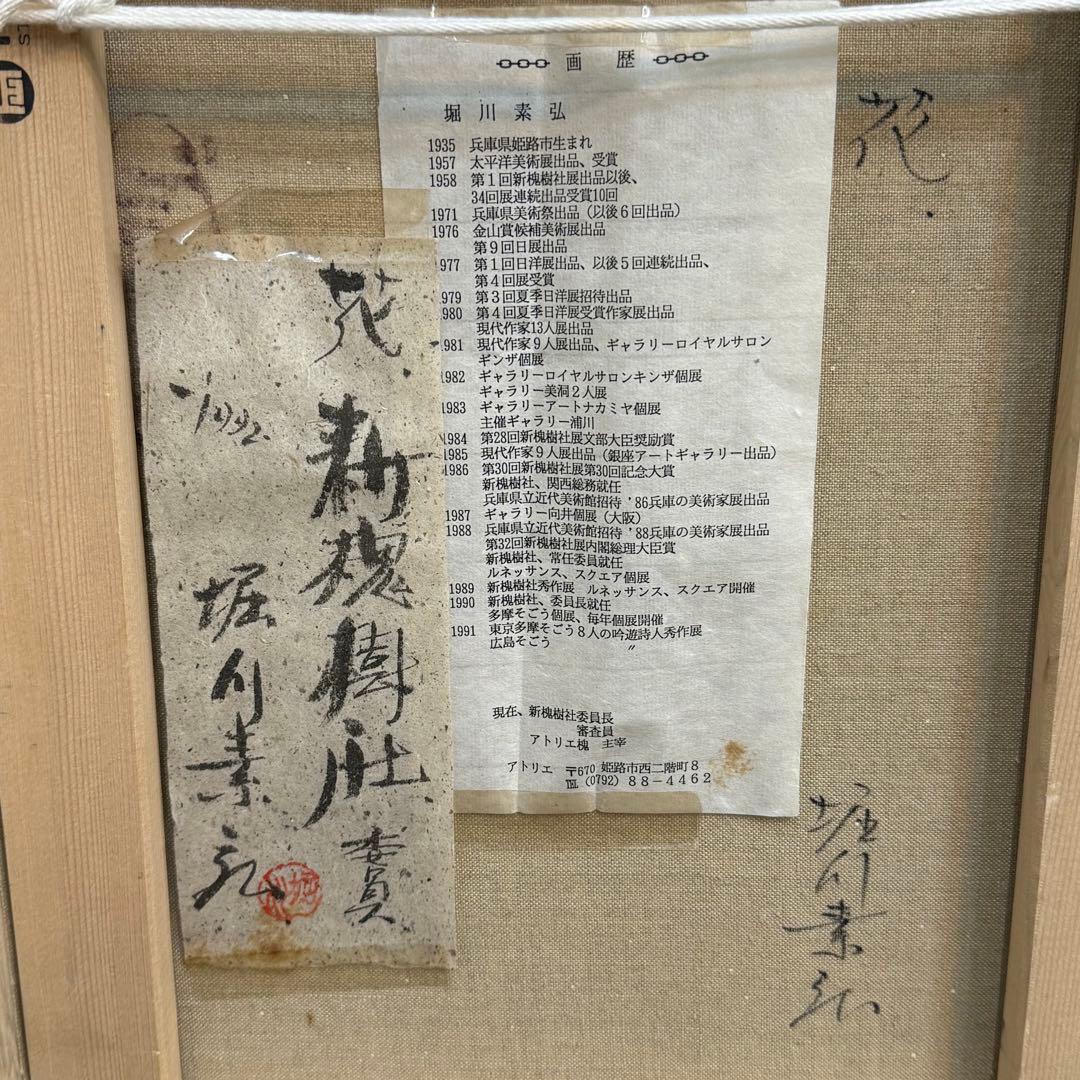 画 歴
堀川素弘
1935 兵庫県姫路市生まれ
1957 太平洋美術展出品、受賞
1958 第1回新槐樹社展出品以後、
34回展連続出品受賞10回
1971 兵庫県美術祭出品(以後6回出品)
1976 金山賞候補美術展出品
第9回日展出品
1977 第1回日洋展出品、以後5回連続出品、
第4回展受賞
1979 第3回夏季日洋展招待出品
1980 第4回夏季日洋展受賞作家展出品
現代作家13人展出品
1981 現代作家9人展出品、ギャラリーロイヤルサロン
ギンザ個展
1982 ギャラリーロイヤルサロンキンザ個展
ギャラリー美洞2人展
1983 ギャラリーアートナカミヤ個展
主催ギャラリー浦川
1984 第28回新槐樹社展文部大臣奨励賞
1985 現代作家9人展出品(銀座アートギャラリー出品)
1986 第30回新槐樹社展第30回記念大賞
新槐樹社、関西総務就任
兵庫県立近代美術館招待 '86兵庫の美術家展出品
1987 ギャラリー向井個展(大阪)
1988 兵庫県立近代美術館招待 '88兵庫の美術家展出品
第32回新槐樹社展内閣総理大臣賞
新槐樹社、常任委員就任
ルネッサンス、スクエア個展
1989 新槐樹社秀作展 ルネッサンス、スクエア開催
1990 新槐樹社、委員長就任
多摩そごう個展、毎年個展開催
1991 東京多摩そごう8人の吟遊詩人秀作展
広島そごう 〃
現在、新槐樹社委員長
審査員
アトリエ槐 主宰
アトリエ 〒670 姫路市西二階町8
℡ (0792) 88-4462
花
堀川素弘
花.
新槐樹社
委員
1992.
堀川素弘
堀川